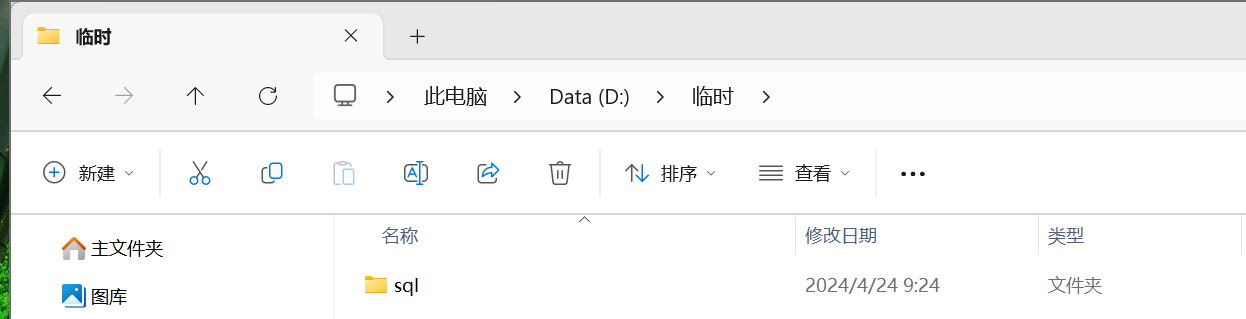 临时
此电脑 Data (D:) 临时
新建 排序 查看
名称 修改日期 类型
主文件夹
sql 2024/4/24 9:24 文件夹
图库